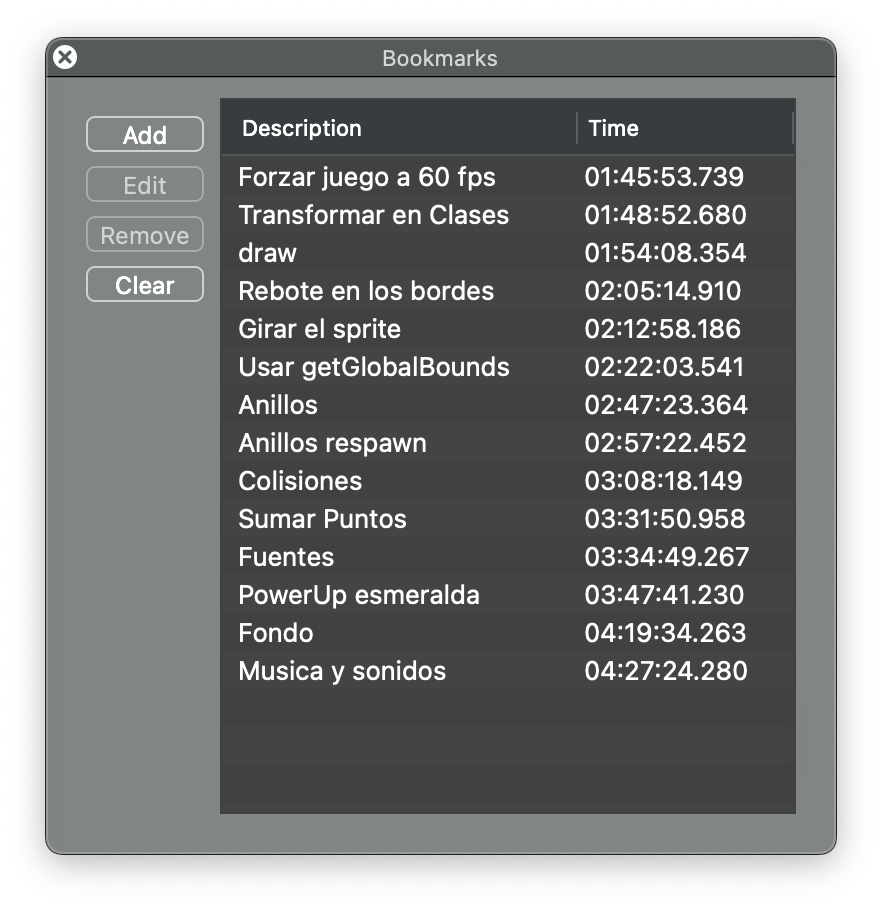 Bookmarks
Add
Edit
Remove
Clear
Description Time
Forzar juego a 60 fps 01:45:53.739
Transformar en Clases 01:48:52.680
draw 01:54:08.354
Rebote en los bordes 02:05:14.910
Girar el sprite 02:12:58.186
Usar getGlobalBounds 02:22:03.541
Anillos 02:47:23.364
Anillos respawn 02:57:22.452
Colisiones 03:08:18.149
Sumar Puntos 03:31:50.958
Fuentes 03:34:49.267
PowerUp esmeralda 03:47:41.230
Fondo 04:19:34.263
Musica y sonidos 04:27:24.280